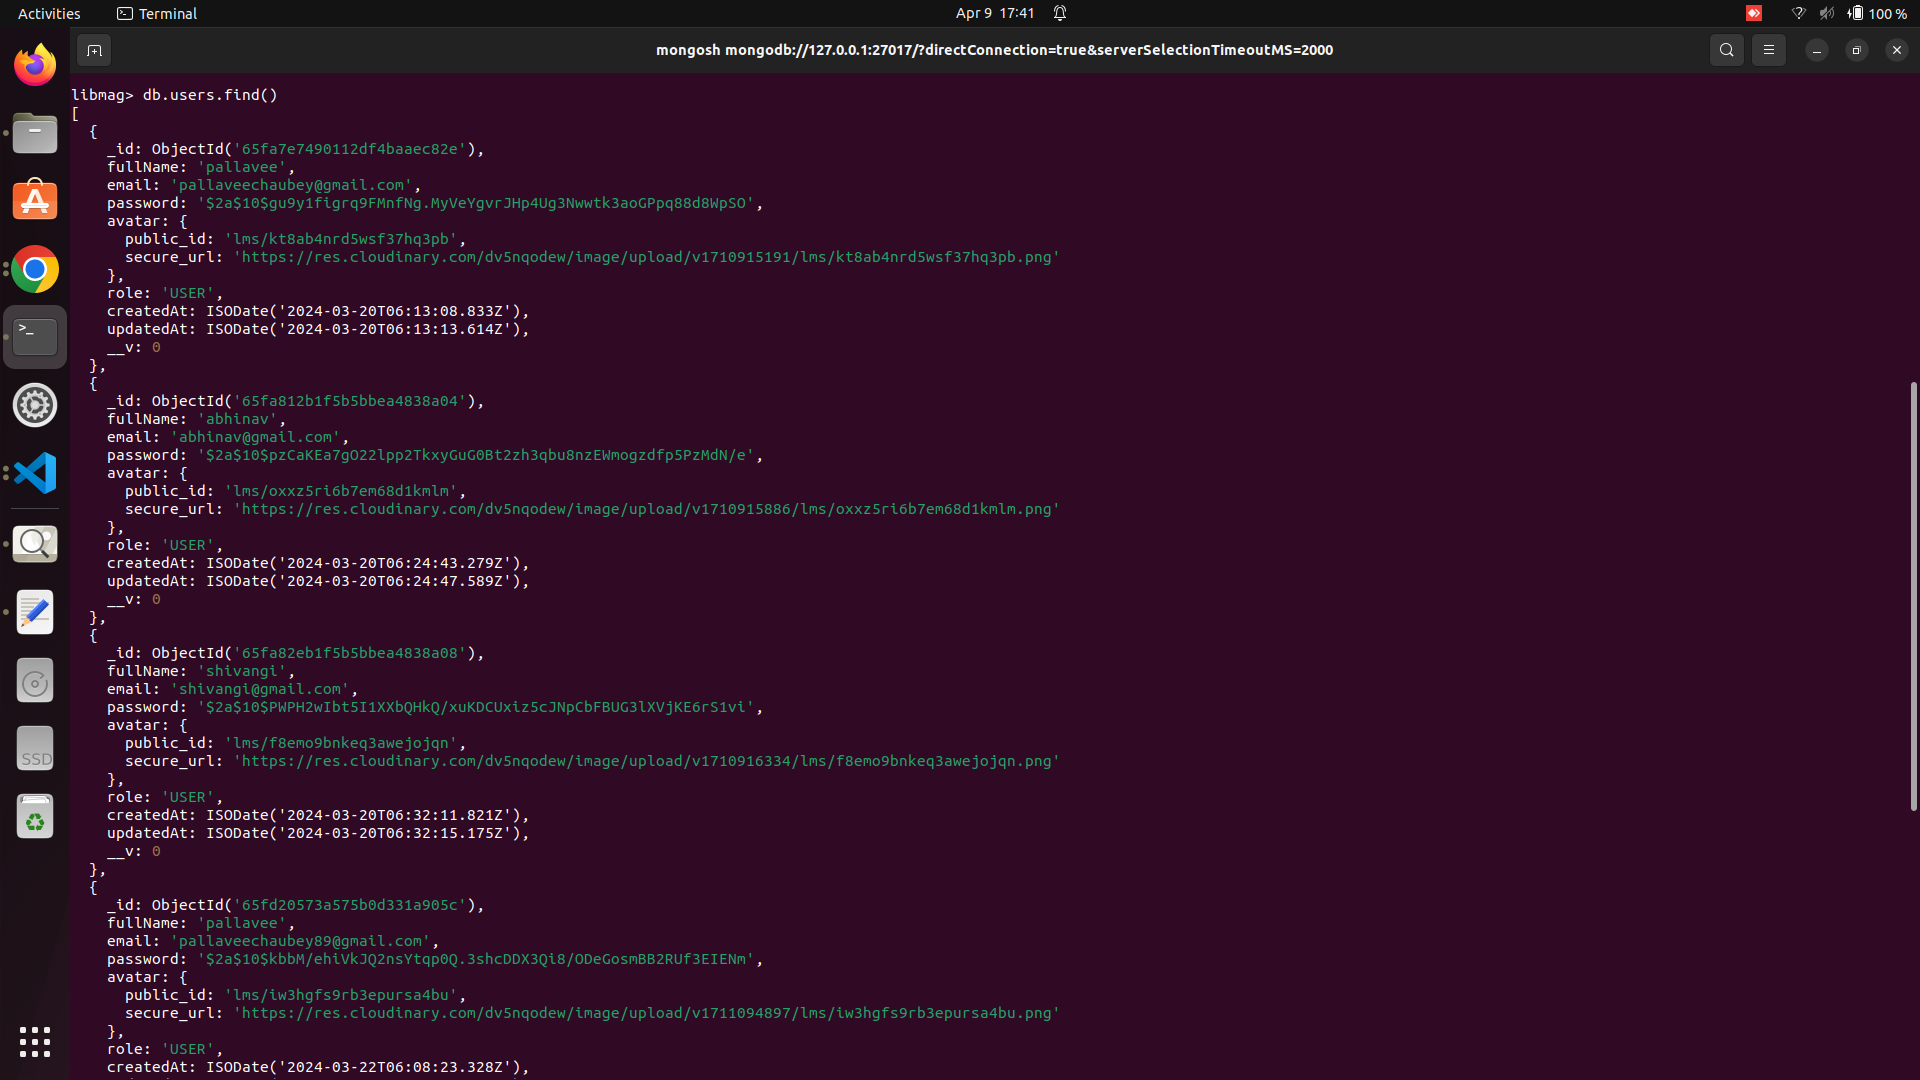 Activities
Terminal
Apr 9 17:41
100 %
mongosh mongodb://127.0.0.1:27017/?directConnection=true&serverSelectionTimeoutMS=2000
libmag> db.users.find()
[
  {
    _id: ObjectId('65fa7e7490112df4baaec82e'),
    fullName: 'pallavee',
    email: 'pallaveechaubey@gmail.com',
    password: '$2a$10$gu9y1figrq9FMnfNg.MyVeYgvrJHp4Ug3Nwwtk3aoGPpq88d8WpSO',
    avatar: {
      public_id: 'lms/kt8ab4nrd5wsf37hq3pb',
      secure_url: 'https://res.cloudinary.com/dv5nqodew/image/upload/v1710915191/lms/kt8ab4nrd5wsf37hq3pb.png'
    },
    role: 'USER',
    createdAt: ISODate('2024-03-20T06:13:08.833Z'),
    updatedAt: ISODate('2024-03-20T06:13:13.614Z'),
    __v: 0
  },
  {
    _id: ObjectId('65fa812b1f5b5bbea4838a04'),
    fullName: 'abhinav',
    email: 'abhinav@gmail.com',
    password: '$2a$10$pzCaKEa7gO22lpp2TkxyGuG0Bt2zh3qbu8nzEWmogzdfp5PzMdN/e',
    avatar: {
      public_id: 'lms/oxxz5ri6b7em68d1kmlm',
      secure_url: 'https://res.cloudinary.com/dv5nqodew/image/upload/v1710915886/lms/oxxz5ri6b7em68d1kmlm.png'
    },
    role: 'USER',
    createdAt: ISODate('2024-03-20T06:24:43.279Z'),
    updatedAt: ISODate('2024-03-20T06:24:47.589Z'),
    __v: 0
  },
  {
    _id: ObjectId('65fa82eb1f5b5bbea4838a08'),
    fullName: 'shivangi',
    email: 'shivangi@gmail.com',
    password: '$2a$10$PWPH2wIbt5I1XXbQHkQ/xuKDCUxiz5cJNpCbFBUG3lXVjKE6rS1vi',
    avatar: {
      public_id: 'lms/f8emo9bnkeq3awejojqn',
      secure_url: 'https://res.cloudinary.com/dv5nqodew/image/upload/v1710916334/lms/f8emo9bnkeq3awejojqn.png'
    },
    role: 'USER',
    createdAt: ISODate('2024-03-20T06:32:11.821Z'),
    updatedAt: ISODate('2024-03-20T06:32:15.175Z'),
    __v: 0
  },
  {
    _id: ObjectId('65fd20573a575b0d331a905c'),
    fullName: 'pallavee',
    email: 'pallaveechaubey89@gmail.com',
    password: '$2a$10$kbbM/ehiVkJQ2nsYtqp0Q.3shcDDX3Qi8/ODeGosmBB2RUf3EIENm',
    avatar: {
      public_id: 'lms/iw3hgfs9rb3epursa4bu',
      secure_url: 'https://res.cloudinary.com/dv5nqodew/image/upload/v1711094897/lms/iw3hgfs9rb3epursa4bu.png'
    },
    role: 'USER',
    createdAt: ISODate('2024-03-22T06:08:23.328Z'),
SSD